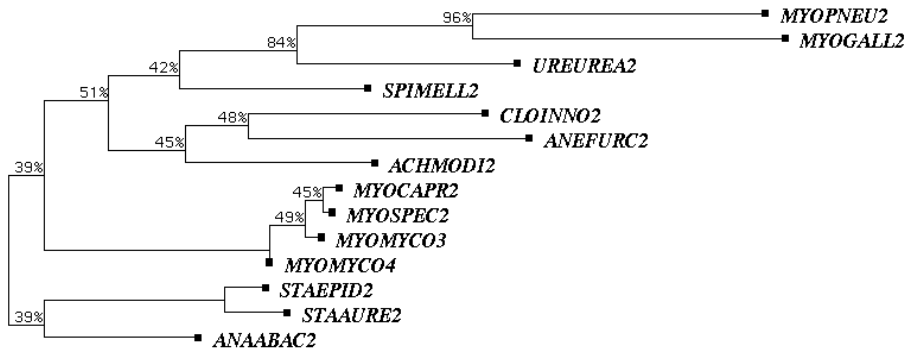 96%
MYOPNEU2
MYOGALL2
84%
UREUREA2
42%
SPIMELL2
51%
CLOINNO2
48%
ANEFURC2
45%
ACHMODI2
39%
45%
MYOCAPR2
49%
MYOSPEC2
MYOMYCO3
MYOMYCO4
STAEPID2
39%
STAAURE2
ANAABAC2